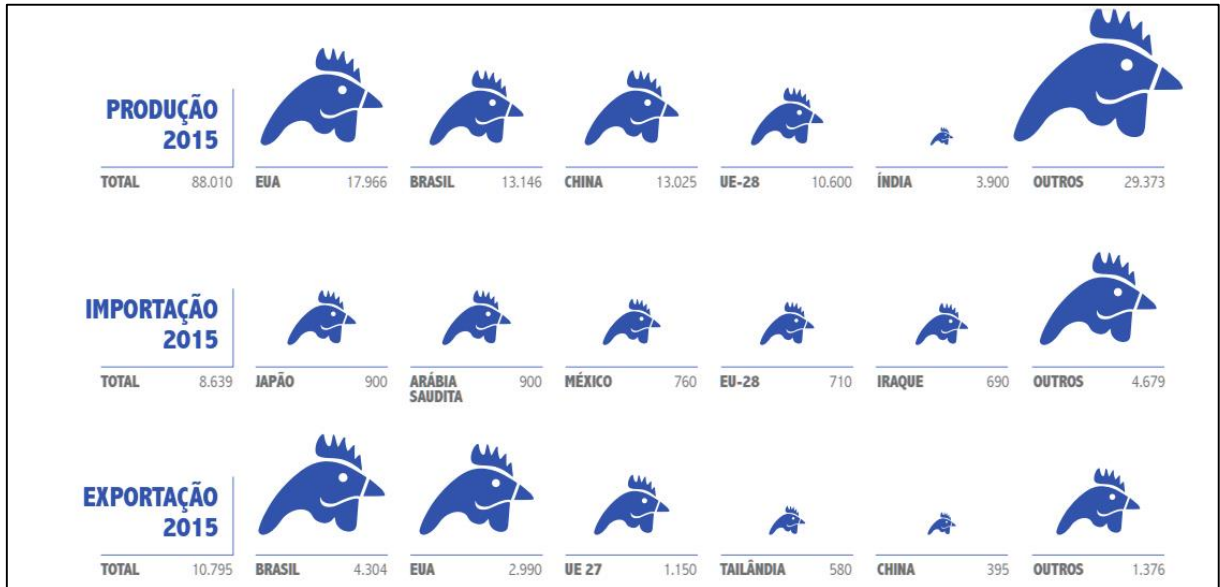 PRODUÇÃO
2015
TOTAL 88.010 EUA 17.966 BRASIL 13.146 CHINA 13.025 UE-28 10.600 ÍNDIA 3.900 OUTROS 29.373
IMPORTAÇÃO
2015
TOTAL 8.639 JAPÃO 900 ARÁBIA SAUDITA 900 MÉXICO 760 EU-28 710 IRAQUE 690 OUTROS 4.679
EXPORTAÇÃO
2015
TOTAL 10.795 BRASIL 4.304 EUA 2.990 UE 27 1.150 TAILÂNDIA 580 CHINA 395 OUTROS 1.376